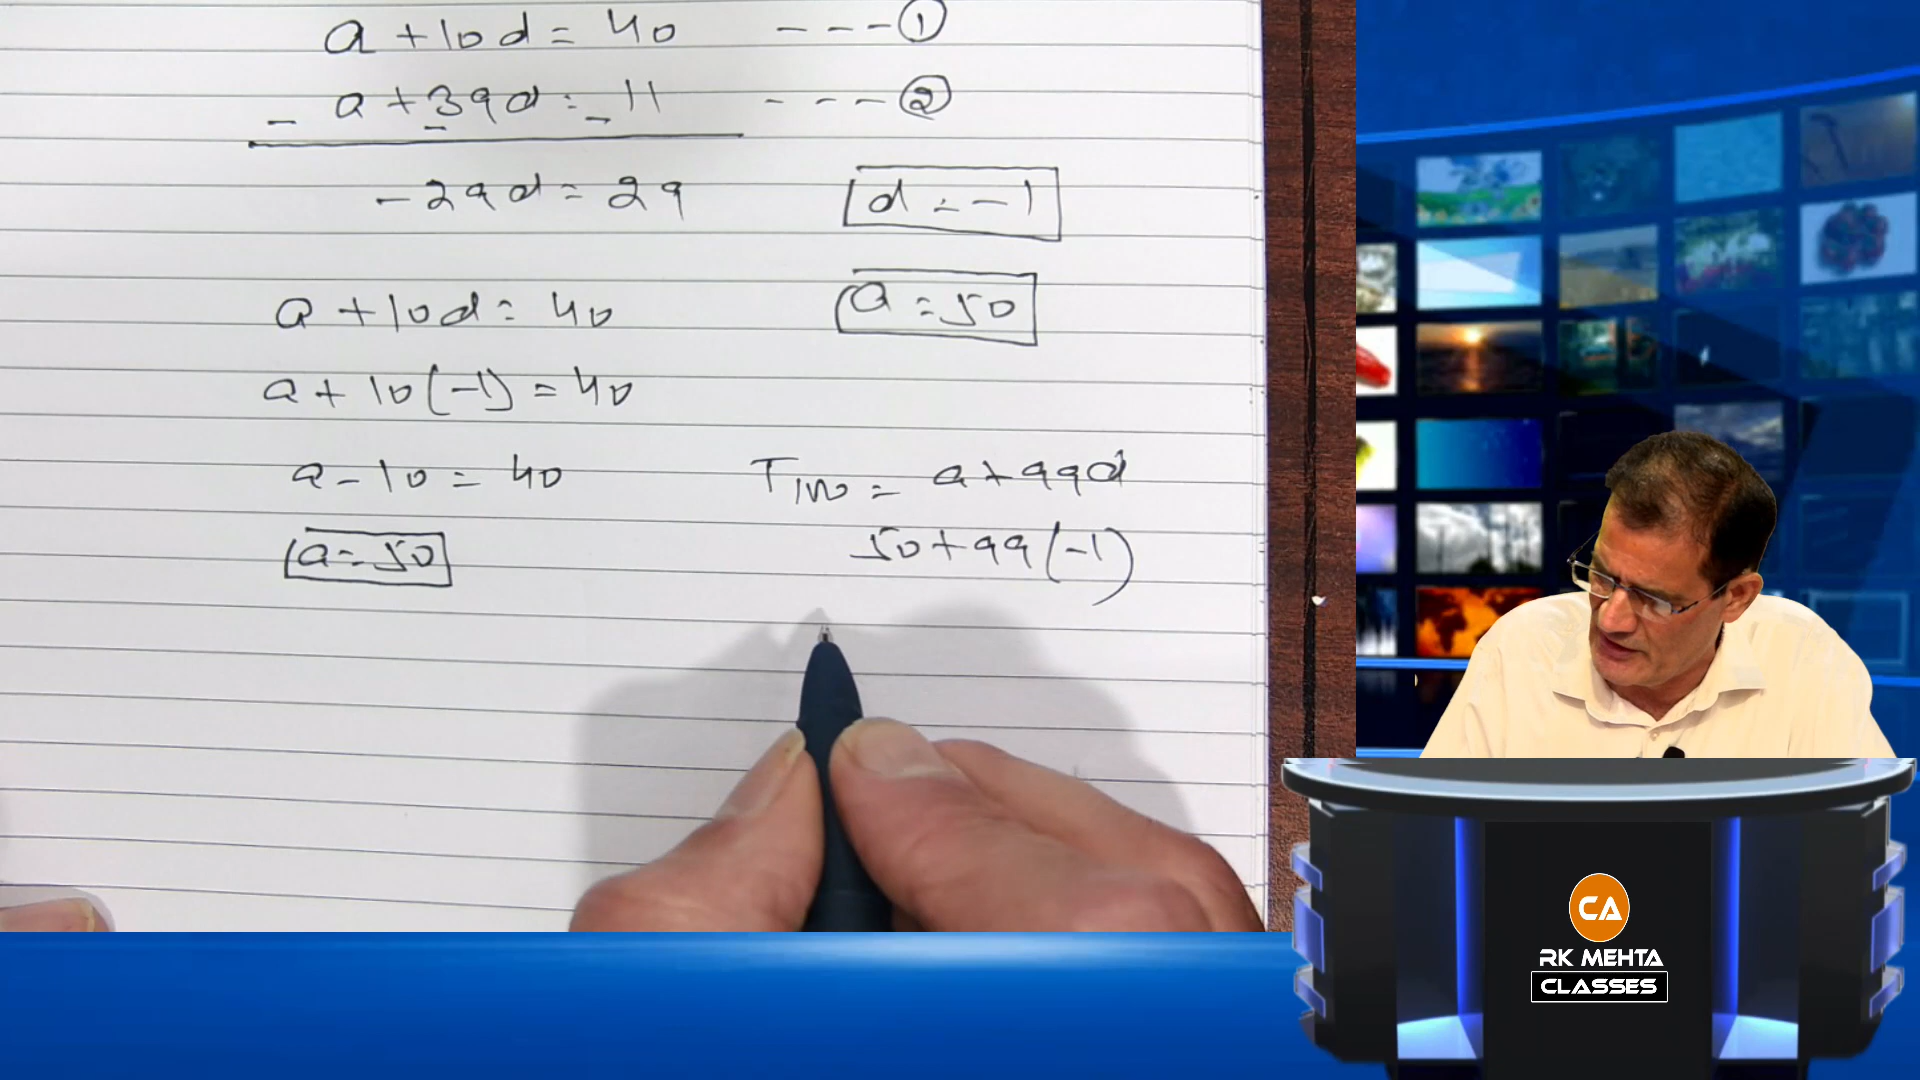 a + 10d = 40 ---①
- a + 39d = 11 ---②
- -
-29d = 29
d = -1
a + 10d = 40
a = 50
a + 10(-1) = 40
a - 10 = 40
T100 = a + 99d
a = 50
50 + 99(-1)
CA
RK MEHTA
CLASSES